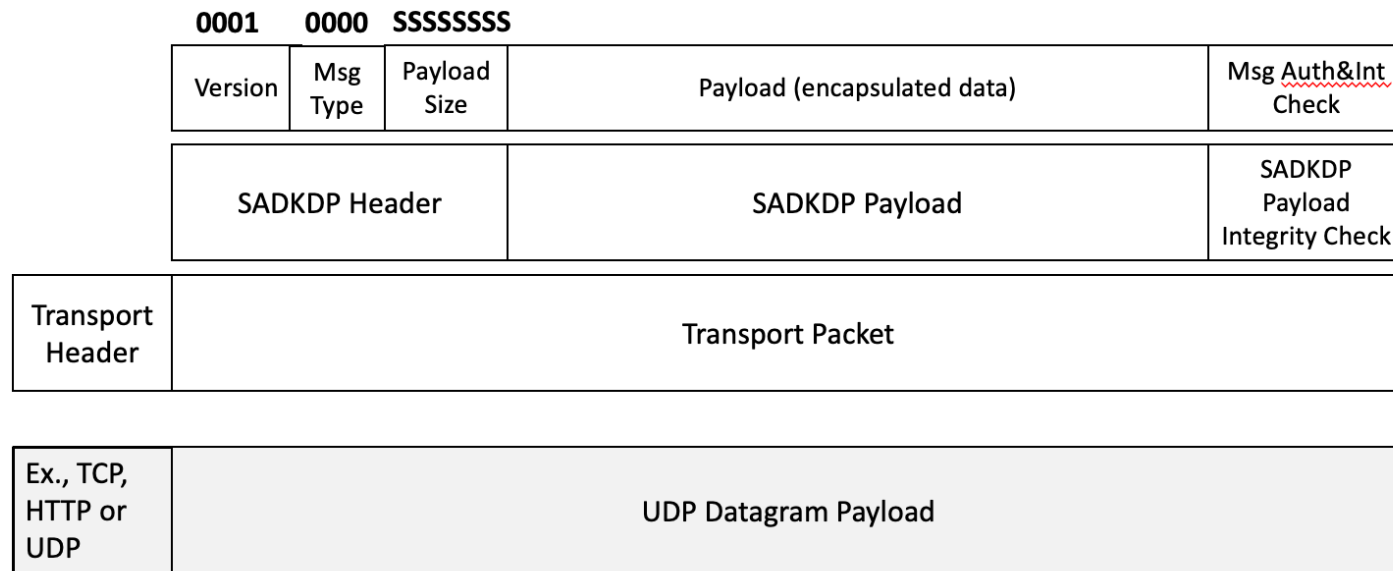 0001 0000 SSSSSSSS
Version
Msg
Type
Payload
Size
Payload (encapsulated data)
Msg Auth&Int
Check
SADKDP Header
SADKDP Payload
SADKDP
Payload
Integrity Check
Transport
Header
Transport Packet
Ex., TCP,
HTTP or
UDP
UDP Datagram Payload